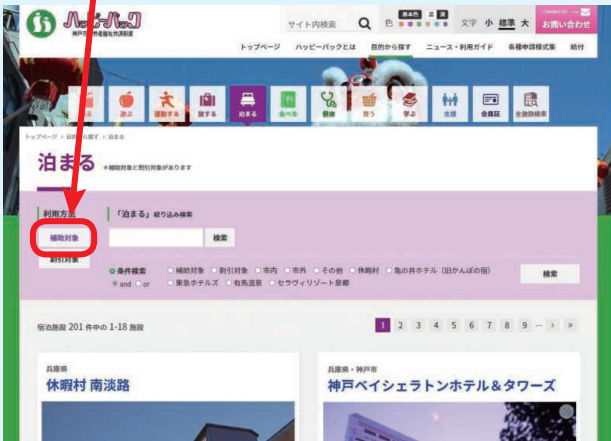 ハッピーパック
神戸市勤労者福祉共済制度
サイト内検索
色
基本色
文字 小 標準 大
Contact Us
お問い合わせ
トップページ ハッピーパックとは 目的から探す ニュース・利用ガイド 各種申請様式集 給付
遊ぶ 運動する 旅する 泊まる 食べる 健康 買う 学ぶ 支援 会員証 全施設検索
トップページ › 目的から探す › 泊まる
泊まる *補助対象と割引対象があります
利用方法
補助対象
割引対象
「泊まる」絞り込み検索
検索
条件検索
補助対象 割引対象 市内 市外 その他 休暇村 亀の井ホテル(旧かんぽの宿)
and or
東急ホテルズ 有馬温泉 セラヴィリゾート泉郷
検索
宿泊施設 201 件中の 1-18 施設
1 2 3 4 5 6 7 8 9 … › »
兵庫県
休暇村 南淡路
兵庫県・神戸市
神戸ベイシェラトンホテル&タワーズ